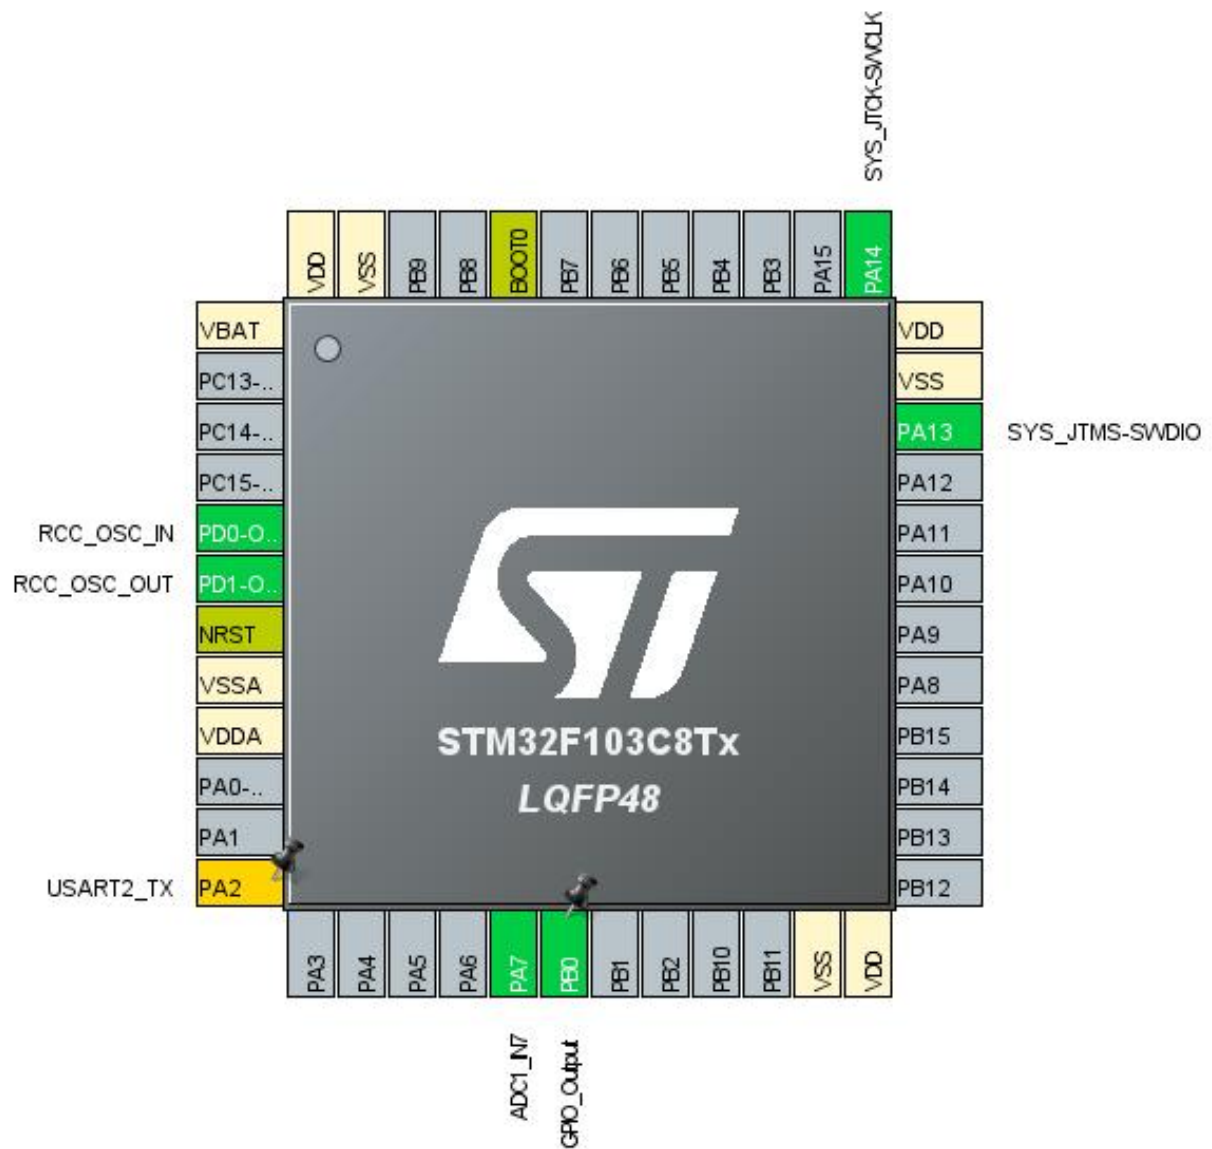 SYS_JTCK-SWCLK
VDD
VSS
PB9
PB8
BOOT0
PB7
PB6
PB5
PB4
PB3
PA15
PA14
VBAT
PC13-..
PC14-..
PC15-..
RCC_OSC_IN PD0-O..
RCC_OSC_OUT PD1-O..
NRST
VSSA
VDDA
PA0-..
PA1
USART2_TX PA2
ST
STM32F103C8Tx
LQFP48
VDD
VSS
PA13 SYS_JTMS-SWDIO
PA12
PA11
PA10
PA9
PA8
PB15
PB14
PB13
PB12
PA3
PA4
PA5
PA6
PA7
PB0
PB1
PB2
PB10
PB11
VSS
VDD
ADC1_IN7
GPIO_Output